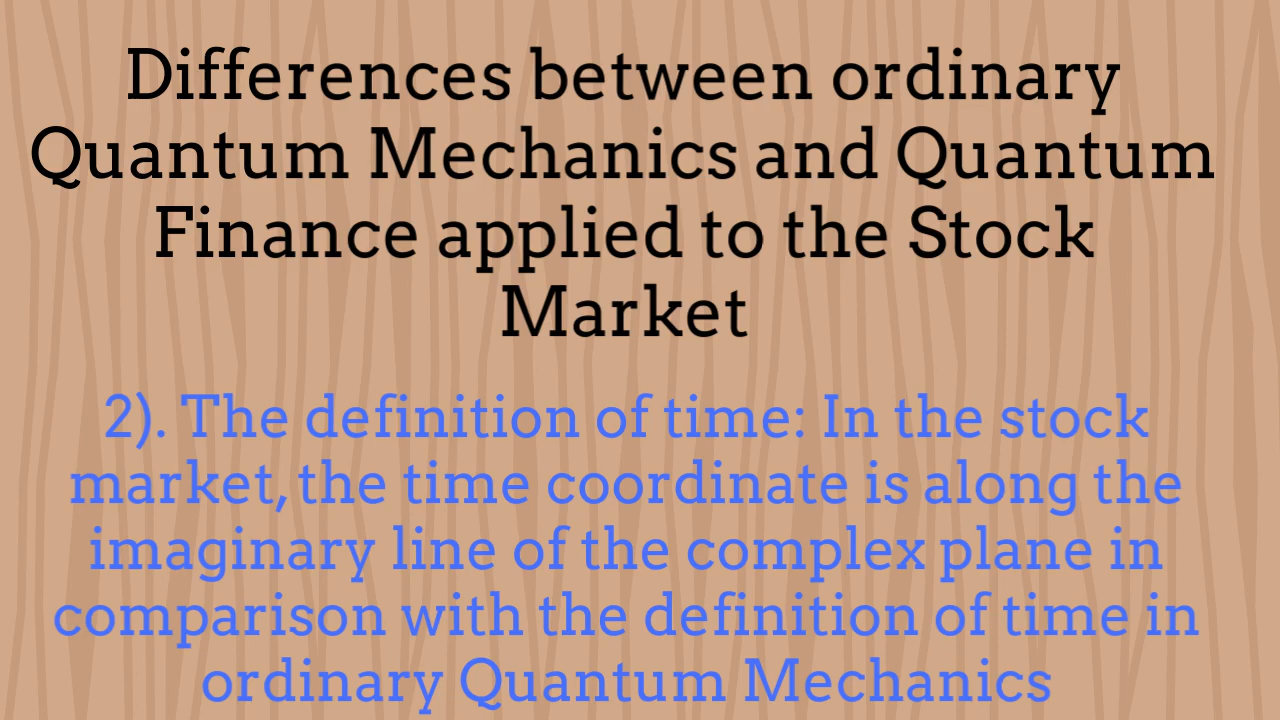 Differences between ordinary
Quantum Mechanics and Quantum
Finance applied to the Stock
Market
2). The definition of time: In the stock
market, the time coordinate is along the
imaginary line of the complex plane in
comparison with the definition of time in
ordinary Quantum Mechanics